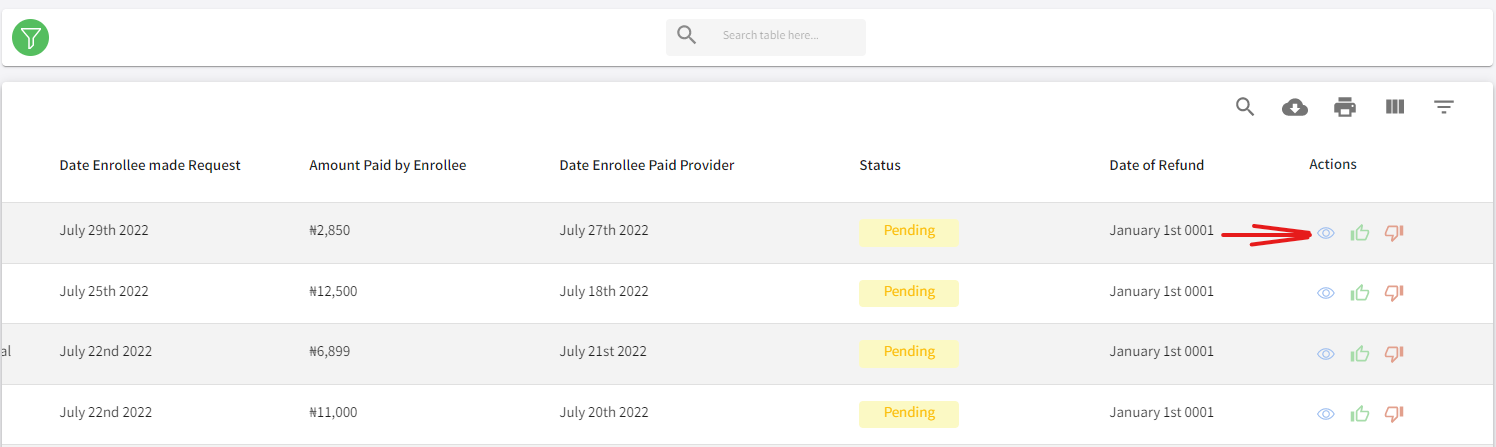 Search table here...
Date Enrollee made Request Amount Paid by Enrollee Date Enrollee Paid Provider Status Date of Refund Actions
July 29th 2022 ₦2,850 July 27th 2022 Pending January 1st 0001
July 25th 2022 ₦12,500 July 18th 2022 Pending January 1st 0001
al July 22nd 2022 ₦6,899 July 21st 2022 Pending January 1st 0001
July 22nd 2022 ₦11,000 July 20th 2022 Pending January 1st 0001